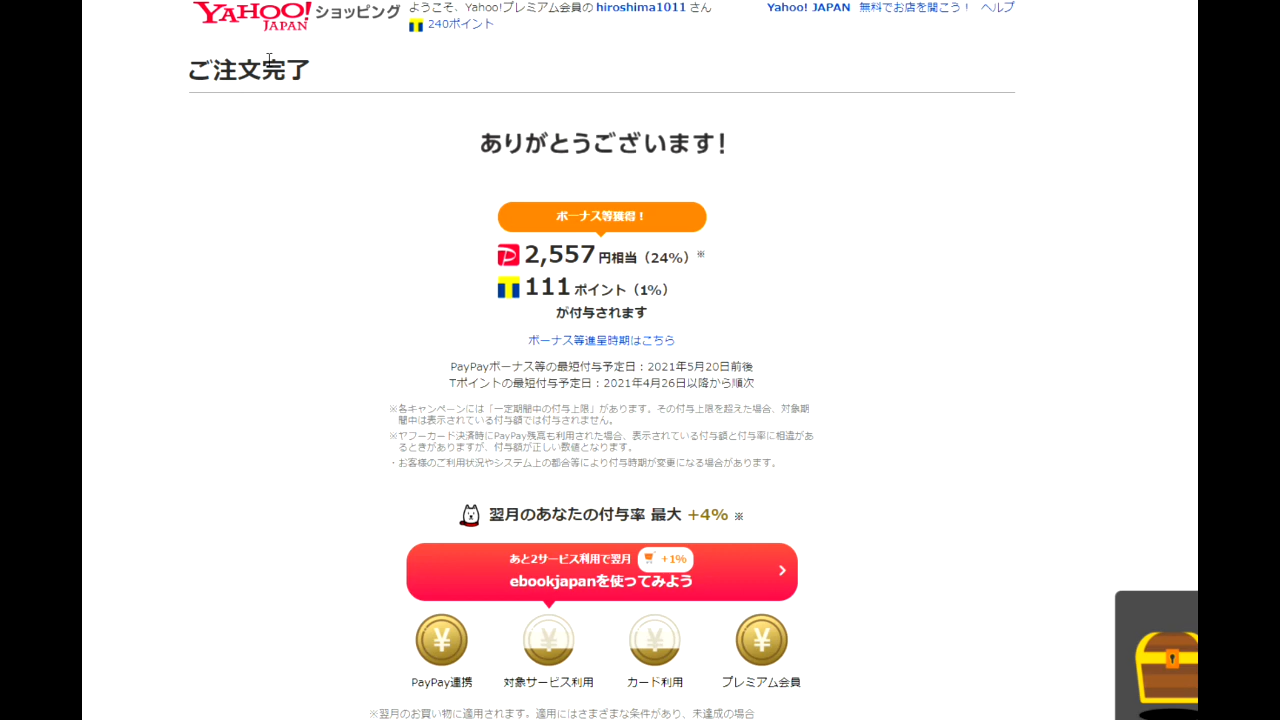 YAHOO! JAPAN ショッピング
ようこそ、Yahoo!プレミアム会員の hiroshima1011 さん
240ポイント
Yahoo! JAPAN 無料でお店を開こう! ヘルプ
ご注文完了
ありがとうございます!
ボーナス等獲得!
2,557 円相当(24%) ※
111 ポイント(1%)
が付与されます
ボーナス等進呈時期はこちら
PayPayボーナス等の最短付与予定日:2021年5月20日前後
Tポイントの最短付与予定日:2021年4月26日以降から順次
※各キャンペーンには「一定期間中の付与上限」があります。その付与上限を超えた場合、対象期
間中は表示されている付与額では付与されません。
※ヤフーカード決済時にPayPay残高も利用された場合、表示されている付与額と付与率に相違があ
るときがありますが、付与額が正しい数値となります。
・お客様のご利用状況やシステム上の都合等により付与時期が変更になる場合があります。
翌月のあなたの付与率 最大 +4% ※
あと2サービス利用で翌月 +1%
ebookjapanを使ってみよう
PayPay連携 対象サービス利用 カード利用 プレミアム会員
※翌月のお買い物に適用されます。適用にはさまざまな条件があり、未達成の場合